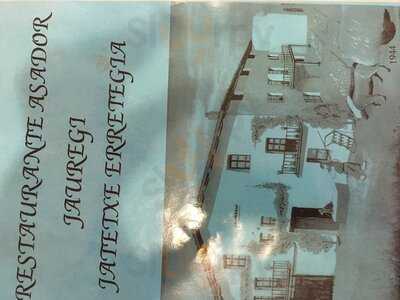 RESTAURANTE ASADOR
JAUREGI
JATETXE ERRETEGIA
1944